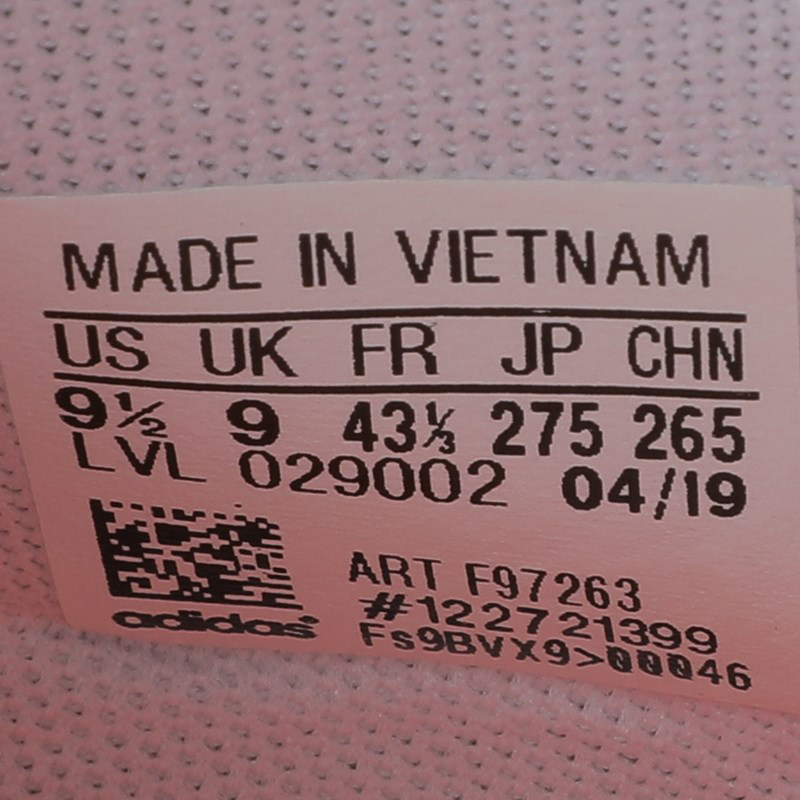 MADE IN VIETNAM
US UK FR JP CHN
9½ 9 43⅓ 275 265
LVL 029002 04/19
ART F97263
#122721399
adidas
Fs9BVX9>00046